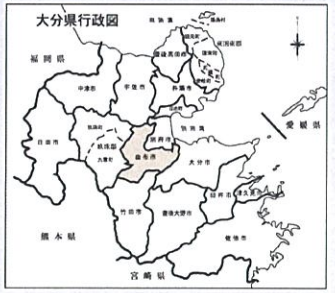 大分県行政図
福岡県
豊後高田市
中津市
宇佐市
杵築市
日出町
別府湾
愛媛県
日田市
玖珠町
玖珠郡
九重町
別府市
由布市
大分市
臼杵市
津久見市
竹田市
豊後大野市
佐伯市
熊本県
宮崎県